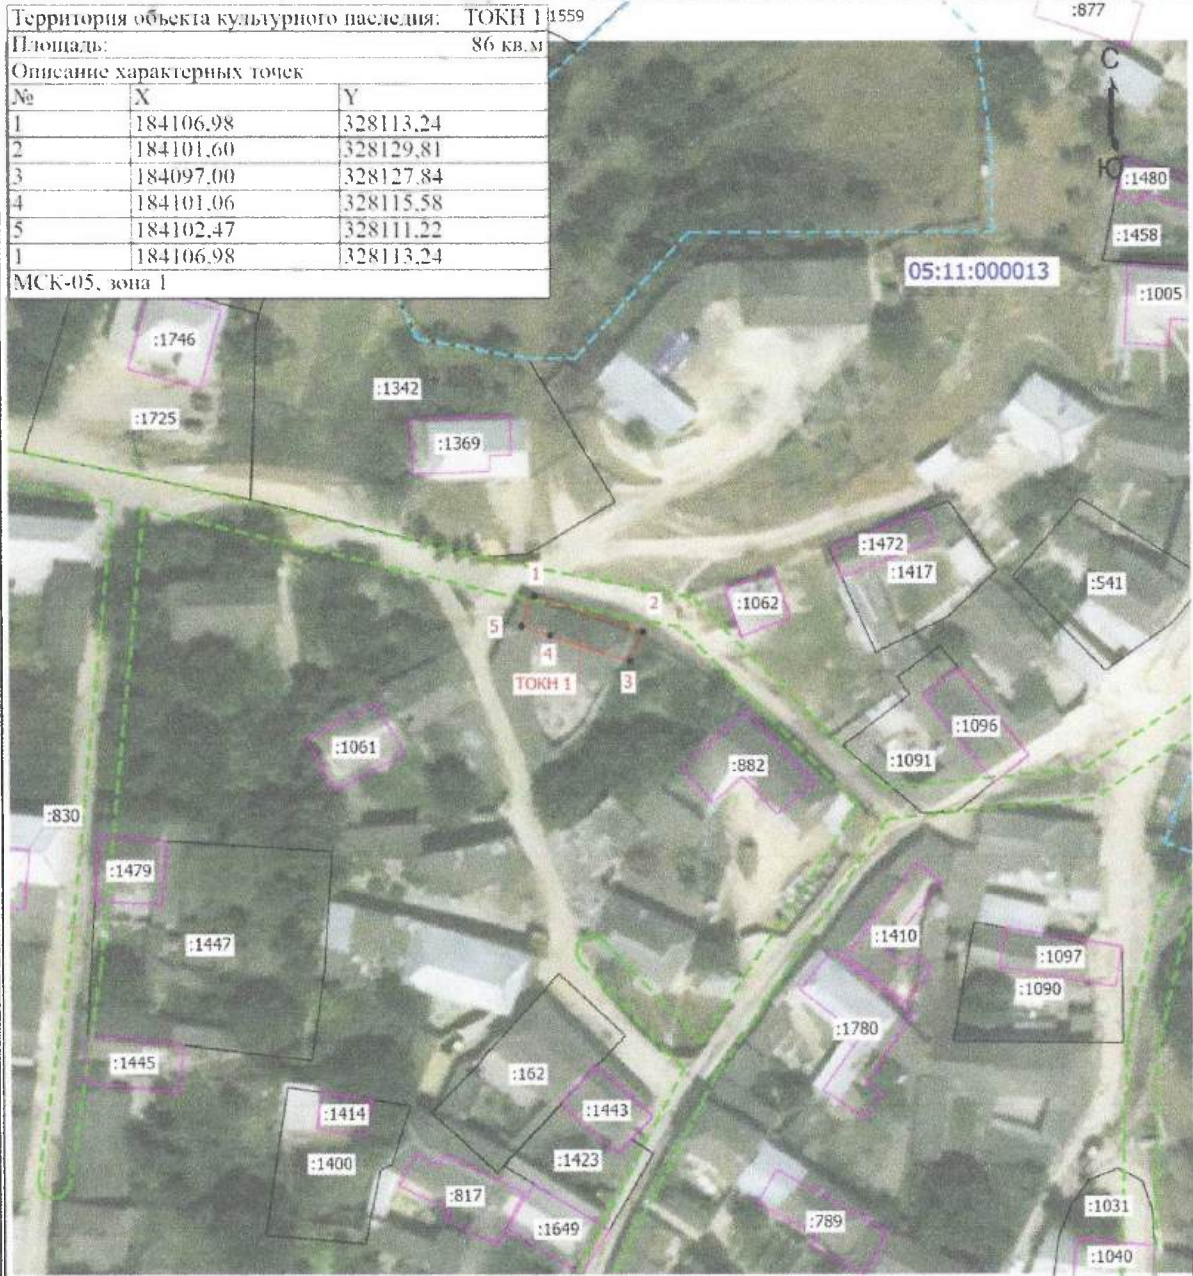 Территория объекта культурного наследия: ТОКН 1
Площадь: 86 кв.м
Описание характерных точек
№ X Y
1 184106,98 328113,24
2 184101,60 328129,81
3 184097,00 328127,84
4 184101,06 328115,58
5 184102,47 328111,22
1 184106,98 328113,24
МСК-05, зона 1
1559
:877
С
Ю
:1480
:1458
05:11:000013
:1005
:1746
:1342
:1725
:1369
:1472
:1417
:541
1
2
:1062
5
4
3
ТОКН 1
:1061
:882
:1096
:1091
:830
:1479
:1447
:1410
:1097
:1090
:1780
:1445
:162
:1414
:1443
:1400
:1423
:817
:1649
:789
:1031
:1040